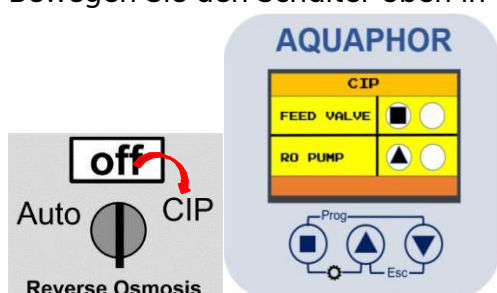 Bewegen Sie den Schalter oben in
AQUAPHOR
CIP
FEED VALVE
RO PUMP
off
Auto
CIP
Prog
Esc
Reverse Osmosis